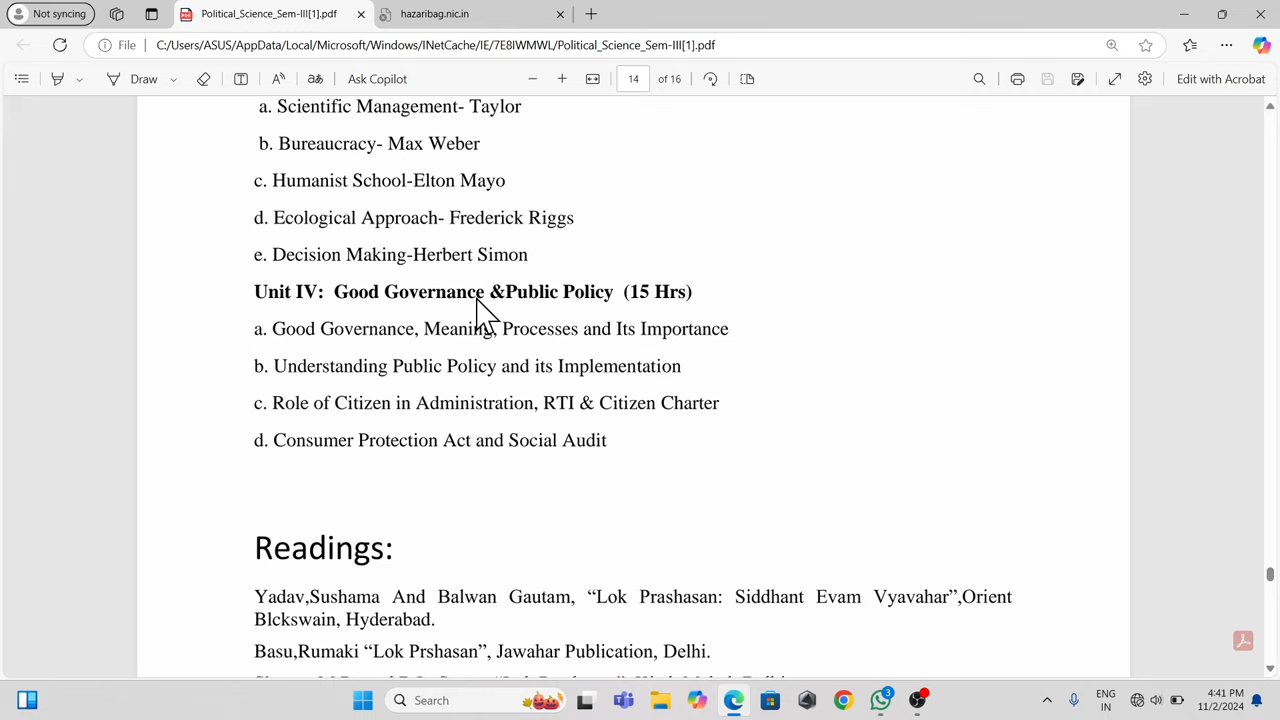 Not syncing
Political_Science_Sem-III[1].pdf
hazaribag.nic.in
File
C:/Users/ASUS/AppData/Local/Microsoft/Windows/INetCache/IE/7E8IWMWL/Political_Science_Sem-III[1].pdf
Draw
Ask Copilot
14 of 16
Edit with Acrobat
a. Scientific Management- Taylor
b. Bureaucracy- Max Weber
c. Humanist School-Elton Mayo
d. Ecological Approach- Frederick Riggs
e. Decision Making-Herbert Simon
Unit IV: Good Governance &Public Policy (15 Hrs)
a. Good Governance, Meaning, Processes and Its Importance
b. Understanding Public Policy and its Implementation
c. Role of Citizen in Administration, RTI & Citizen Charter
d. Consumer Protection Act and Social Audit
Readings:
Yadav,Sushama And Balwan Gautam, “Lok Prashasan: Siddhant Evam Vyavahar”,Orient
Blckswain, Hyderabad.
Basu,Rumaki “Lok Prshasan”, Jawahar Publication, Delhi.
Search
3
ENG
IN
4:41 PM
11/2/2024